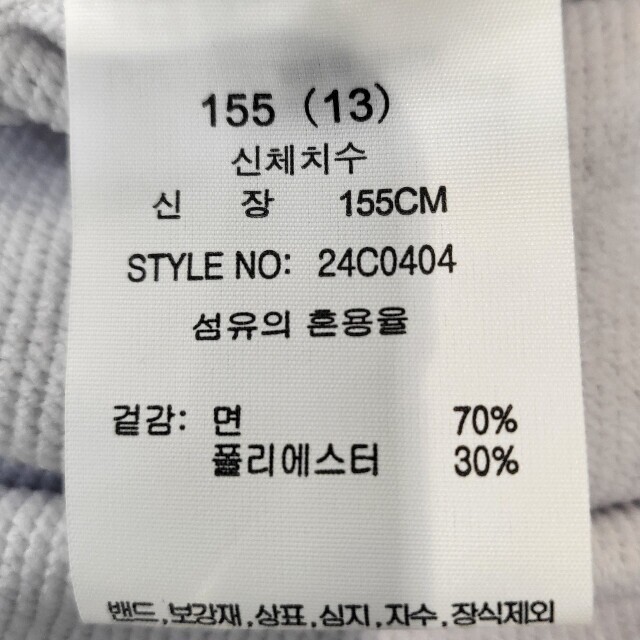 155 (13)
신체치수
신 장 155CM
STYLE NO: 24C0404
섬유의 혼용율
겉감: 면 70%
폴리에스터 30%
밴드,보강재,상표,심지,자수,장식제외